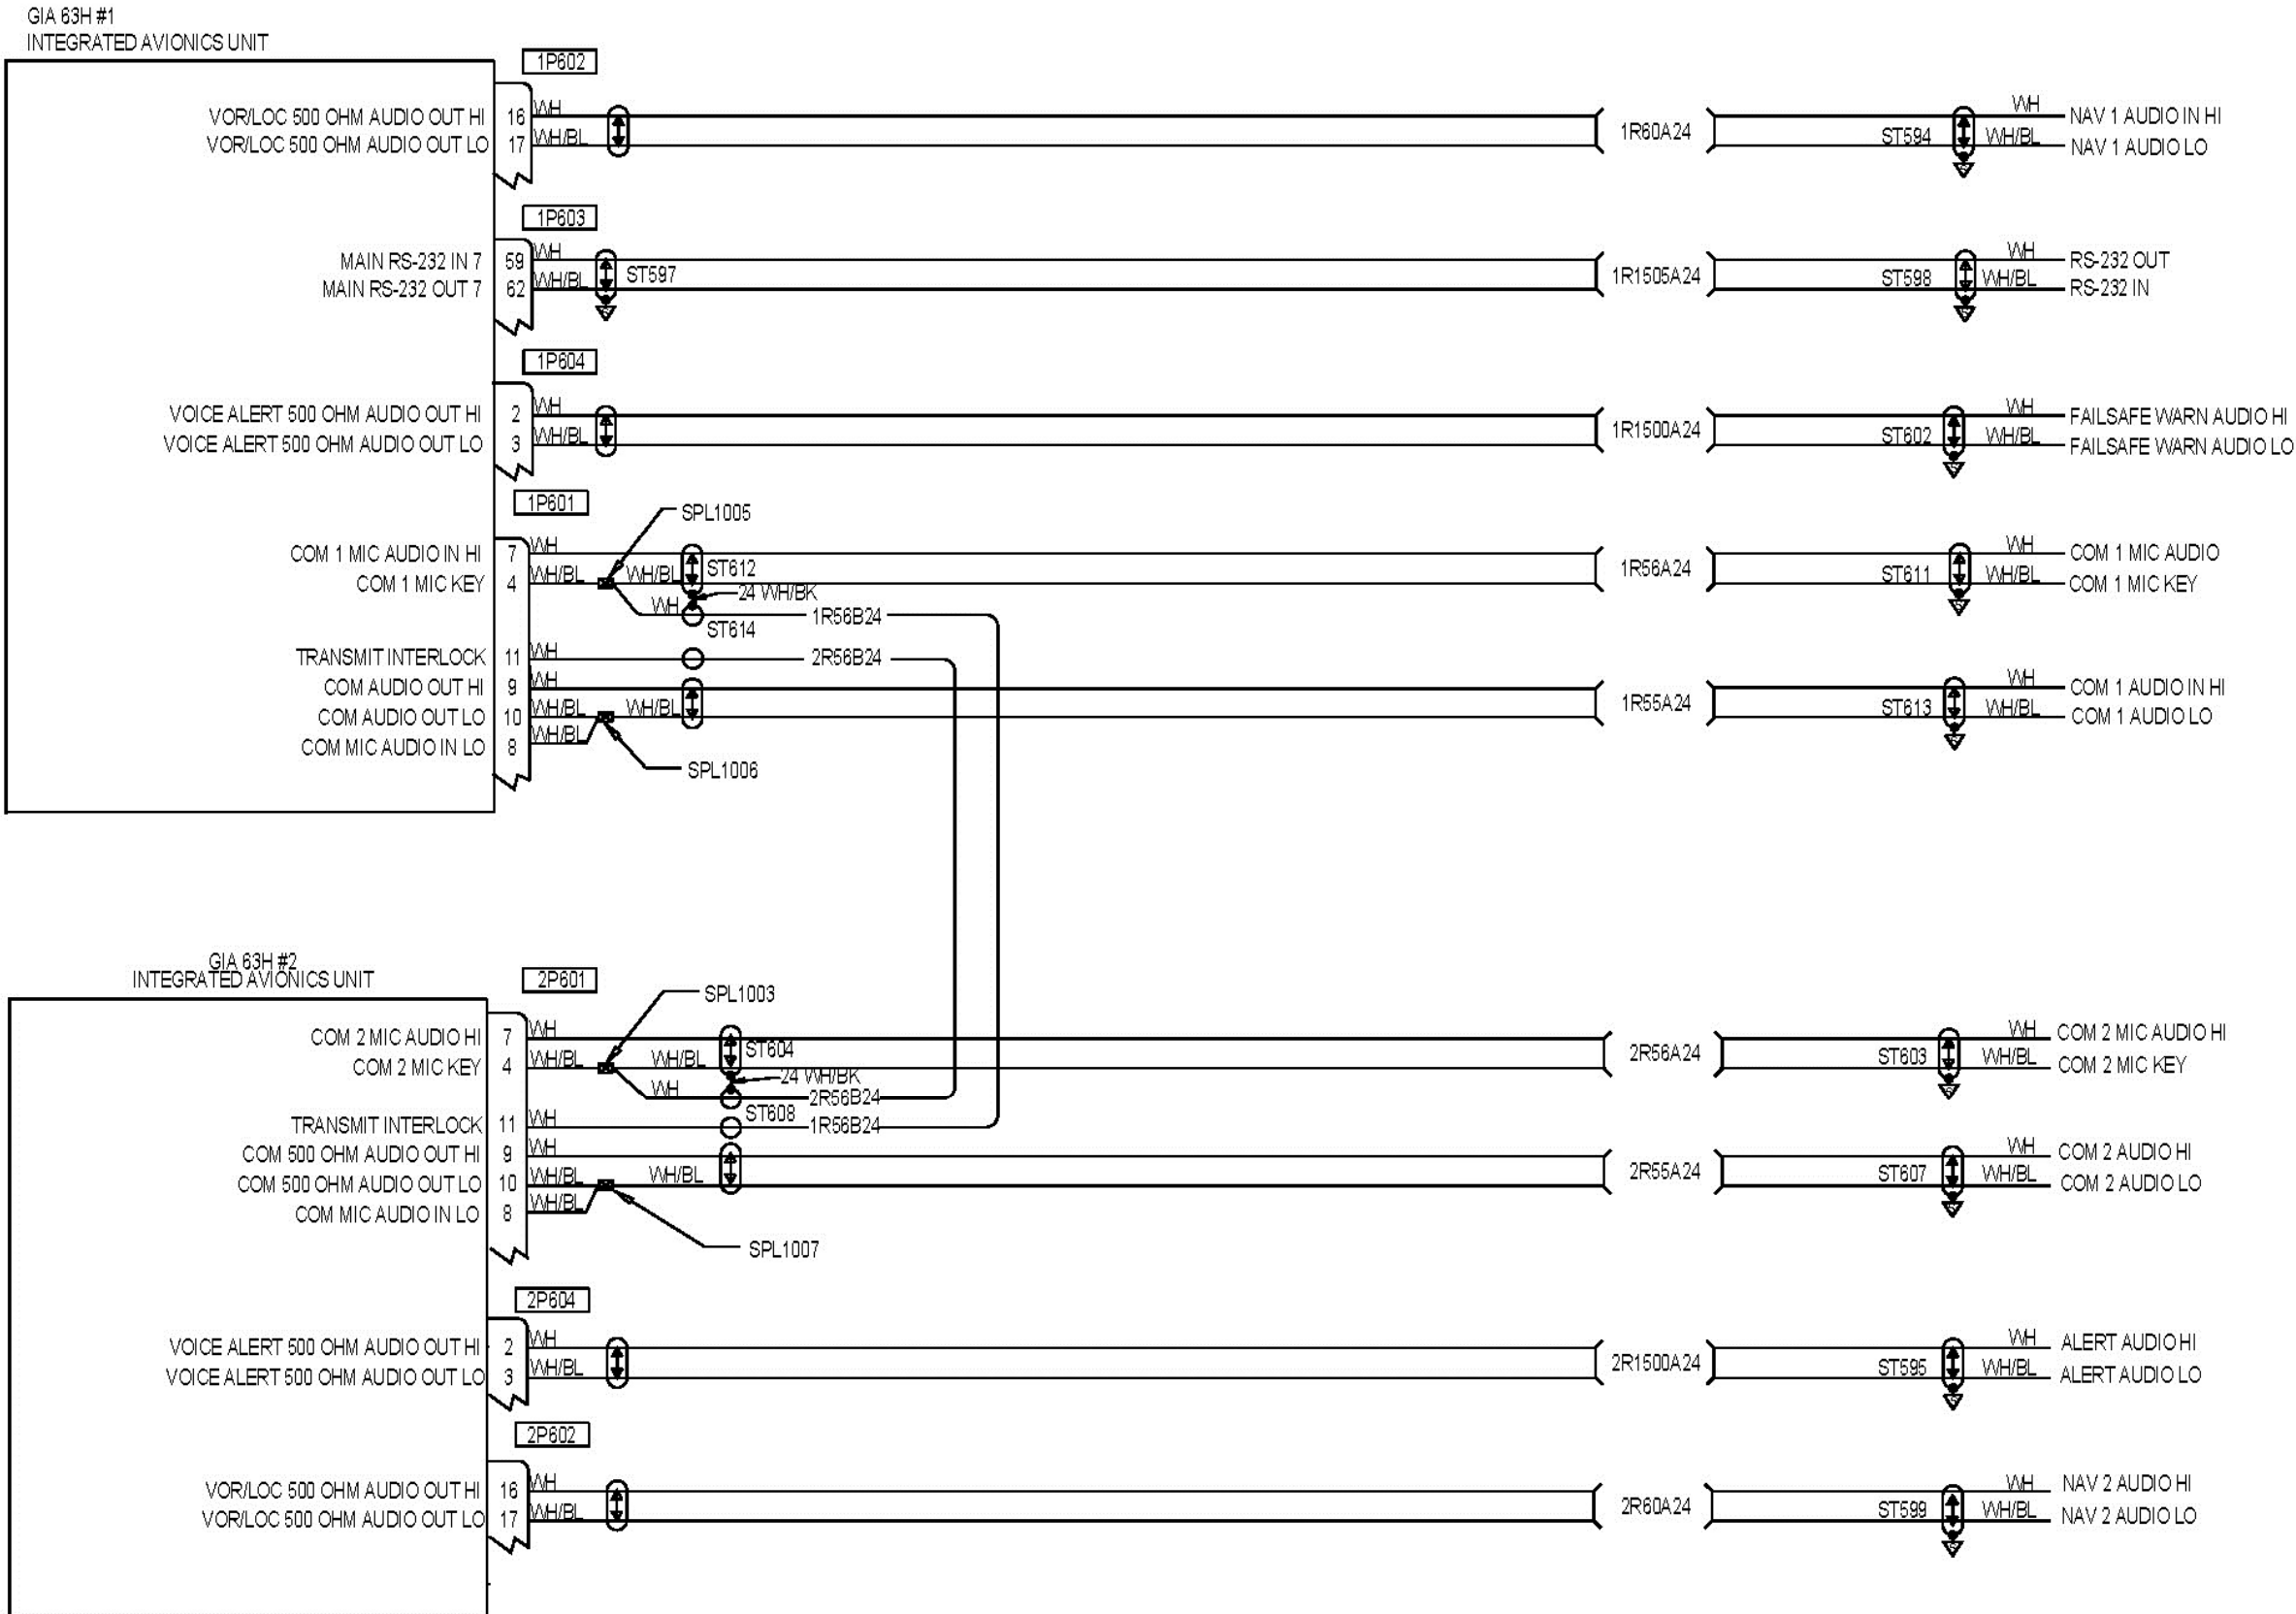 GIA 63H #1
INTEGRATED AVIONICS UNIT
1P602
VOR/LOC 500 OHM AUDIO OUT HI 16 WH 1R60A24 WH NAV 1 AUDIO IN HI
VOR/LOC 500 OHM AUDIO OUT LO 17 WH/BL ST594 WH/BL NAV 1 AUDIO LO
1P603
MAIN RS-232 IN 7 59 WH ST597 1R1505A24 WH RS-232 OUT
MAIN RS-232 OUT 7 62 WH/BL ST598 WH/BL RS-232 IN
1P604
VOICE ALERT 500 OHM AUDIO OUT HI 2 WH 1R1500A24 WH FAILSAFE WARN AUDIO HI
VOICE ALERT 500 OHM AUDIO OUT LO 3 WH/BL ST602 WH/BL FAILSAFE WARN AUDIO LO
1P601
SPL1005
COM 1 MIC AUDIO IN HI 7 WH ST612 1R56A24 WH COM 1 MIC AUDIO
COM 1 MIC KEY 4 WH/BL WH/BL ST611 WH/BL COM 1 MIC KEY
24 WH/BK
WH 1R56B24
ST614
TRANSMIT INTERLOCK 11 WH 2R56B24
COM AUDIO OUT HI 9 WH 1R55A24 WH COM 1 AUDIO IN HI
COM AUDIO OUT LO 10 WH/BL WH/BL ST613 WH/BL COM 1 AUDIO LO
COM MIC AUDIO IN LO 8 WH/BL
SPL1006
GIA 63H #2
INTEGRATED AVIONICS UNIT
2P601
SPL1003
COM 2 MIC AUDIO HI 7 WH ST604 2R56A24 WH COM 2 MIC AUDIO HI
COM 2 MIC KEY 4 WH/BL WH/BL ST603 WH/BL COM 2 MIC KEY
24 WH/BK
WH 2R56B24
ST608
TRANSMIT INTERLOCK 11 WH 1R56B24
COM 500 OHM AUDIO OUT HI 9 WH 2R55A24 WH COM 2 AUDIO HI
COM 500 OHM AUDIO OUT LO 10 WH/BL WH/BL ST607 WH/BL COM 2 AUDIO LO
COM MIC AUDIO IN LO 8 WH/BL
SPL1007
2P604
VOICE ALERT 500 OHM AUDIO OUT HI 2 WH 2R1500A24 WH ALERT AUDIO HI
VOICE ALERT 500 OHM AUDIO OUT LO 3 WH/BL ST595 WH/BL ALERT AUDIO LO
2P602
VOR/LOC 500 OHM AUDIO OUT HI 16 WH 2R60A24 WH NAV 2 AUDIO HI
VOR/LOC 500 OHM AUDIO OUT LO 17 WH/BL ST599 WH/BL NAV 2 AUDIO LO